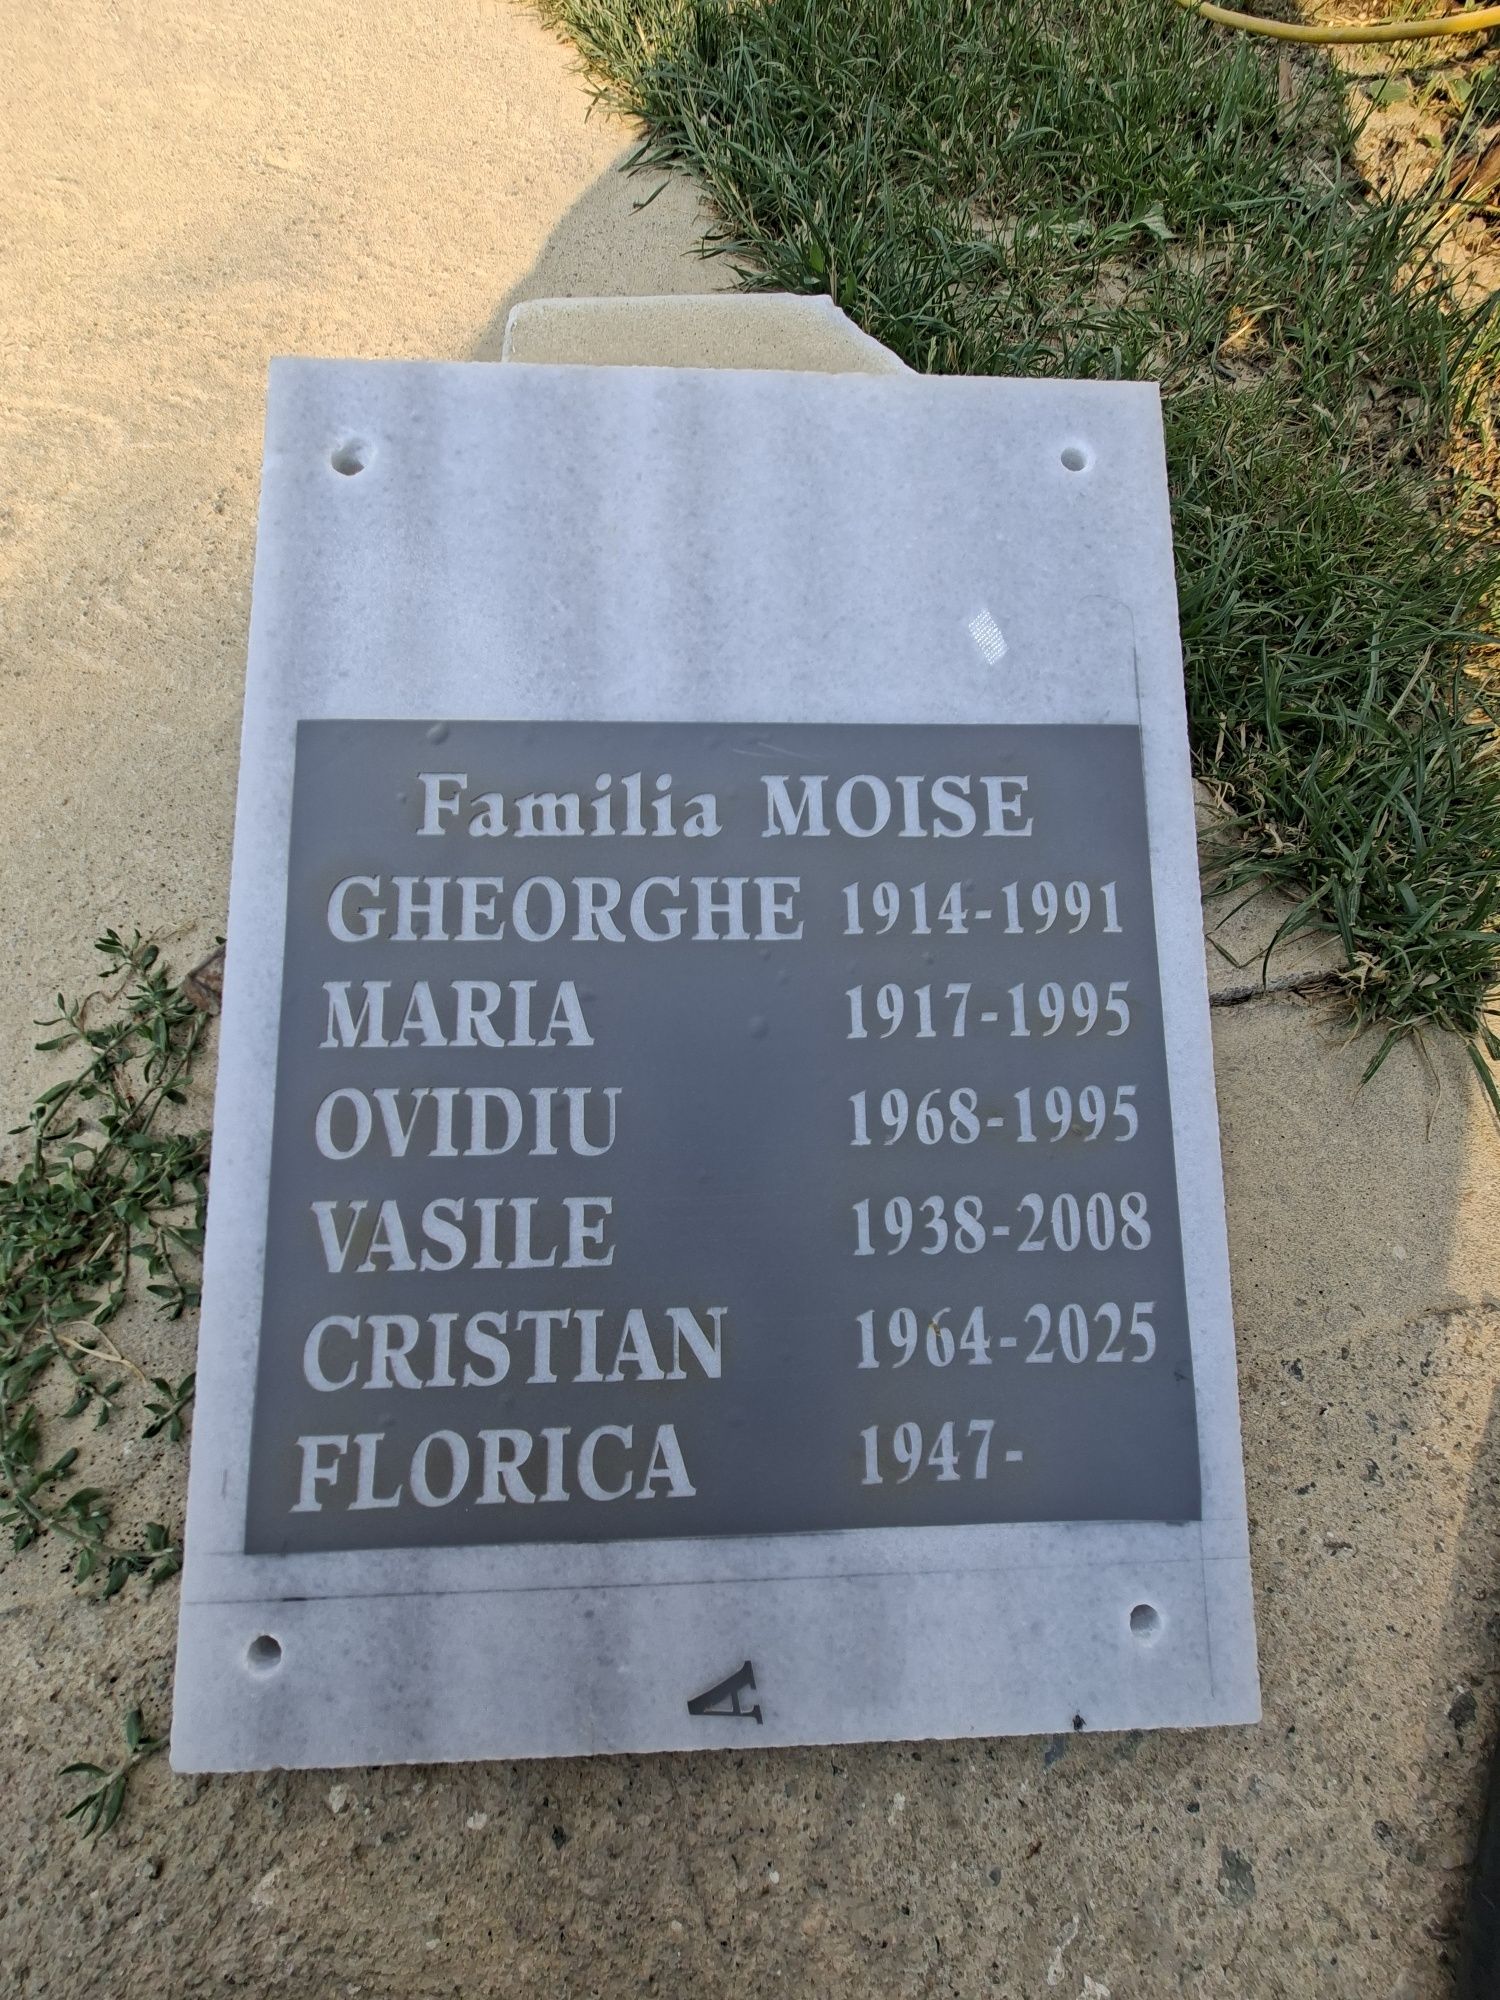 Familia MOISE
GHEORGHE 1914-1991
MARIA 1917-1995
OVIDIU 1968-1995
VASILE 1938-2008
CRISTIAN 1964-2025
FLORICA 1947-
A